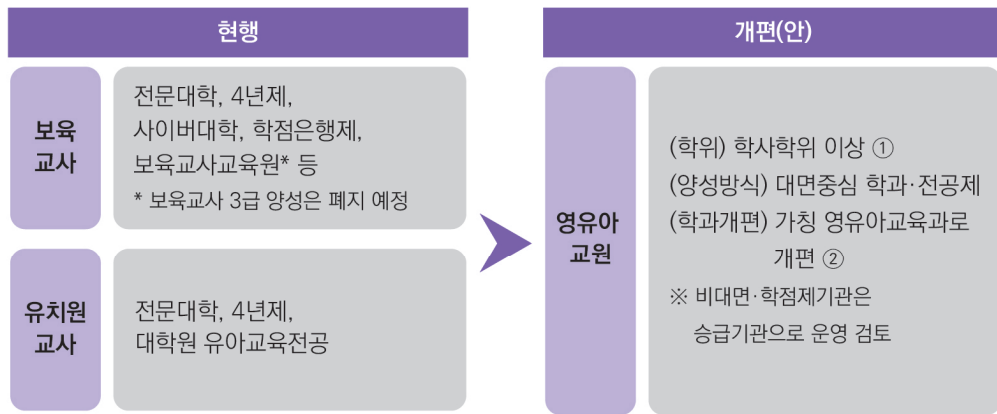 현행
보육
교사
전문대학, 4년제,
사이버대학, 학점은행제,
보육교사교육원* 등
* 보육교사 3급 양성은 폐지 예정
유치원
교사
전문대학, 4년제,
대학원 유아교육전공
개편(안)
영유아
교원
(학위) 학사학위 이상 ①
(양성방식) 대면중심 학과·전공제
(학과개편) 가칭 영유아교육과로
개편 ②
※ 비대면·학점제기관은
승급기관으로 운영 검토